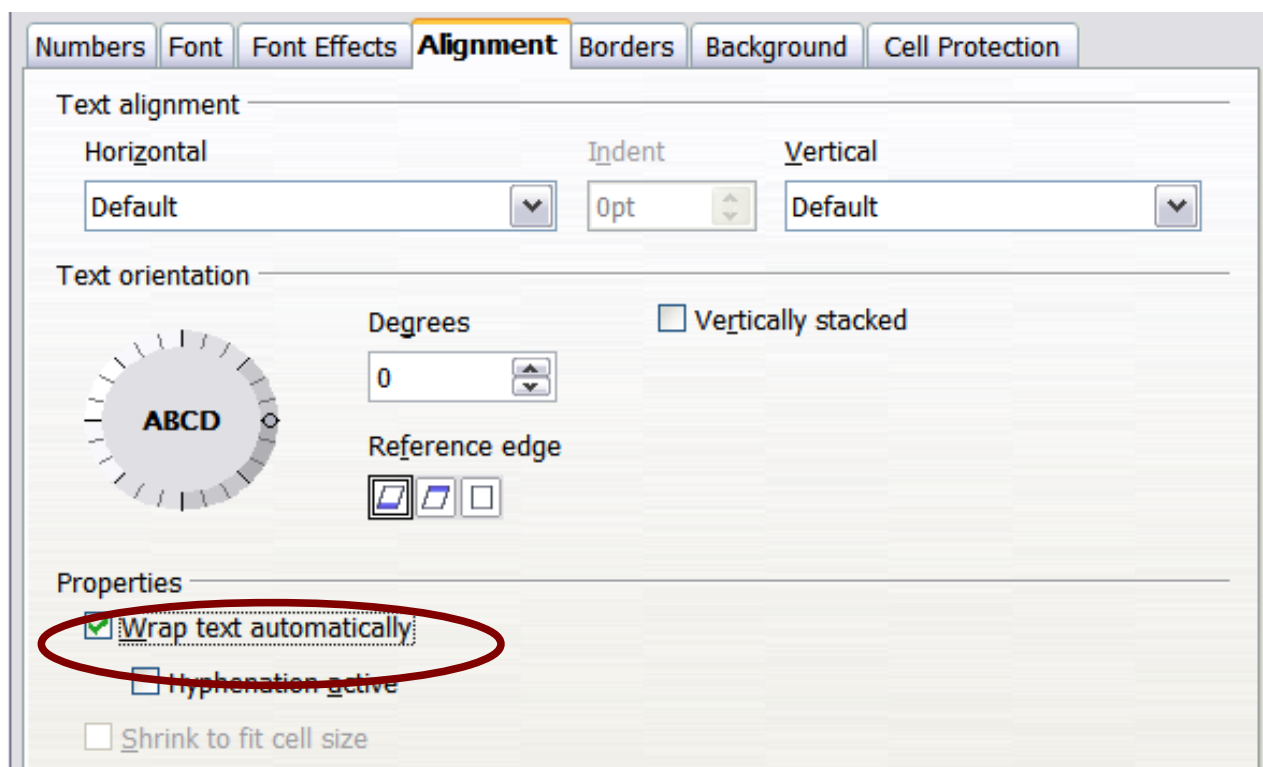 Numbers Font Font Effects Alignment Borders Background Cell Protection
Text alignment
Horizontal Indent Vertical
Default 0pt Default
Text orientation
Degrees Vertically stacked
0
ABCD
Reference edge
Properties
Wrap text automatically
Hyphenation active
Shrink to fit cell size